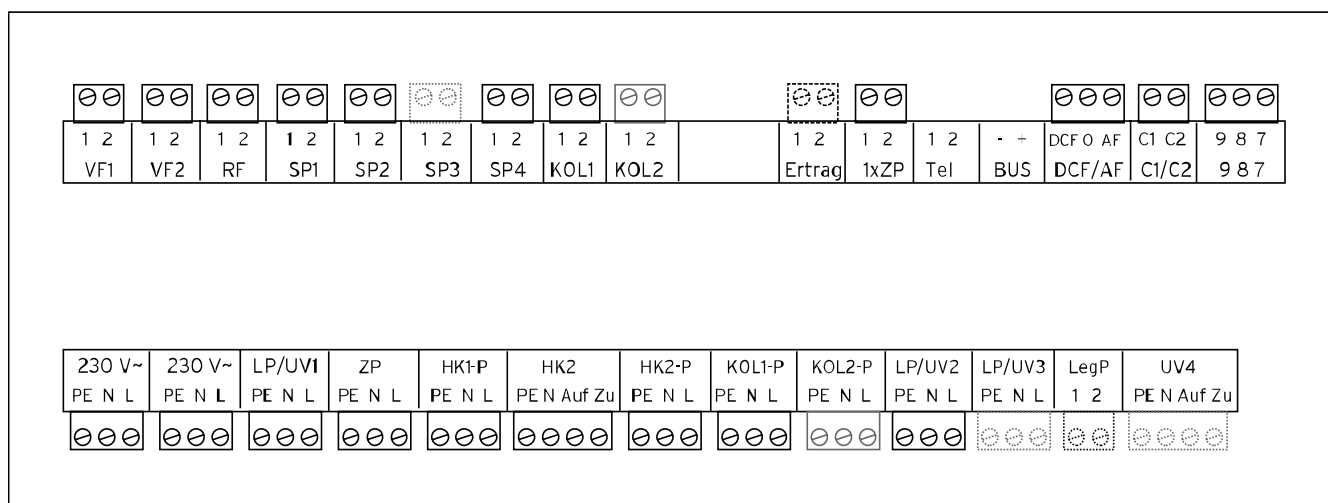 1 2 1 2 1 2 1 2 1 2 1 2 1 2 1 2 1 2 1 2 1 2 1 2 - + DCF O AF C1 C2 9 8 7
VF1 VF2 RF SP1 SP2 SP3 SP4 KOL1 KOL2 Ertrag 1xZP Tel BUS DCF/AF C1/C2 9 8 7
230 V~ 230 V~ LP/UV1 ZP HK1-P HK2 HK2-P KOL1-P KOL2-P LP/UV2 LP/UV3 LegP UV4
PE N L PE N L PE N L PE N L PE N L PE N Auf Zu PE N L PE N L PE N L PE N L PE N L 1 2 PE N Auf Zu